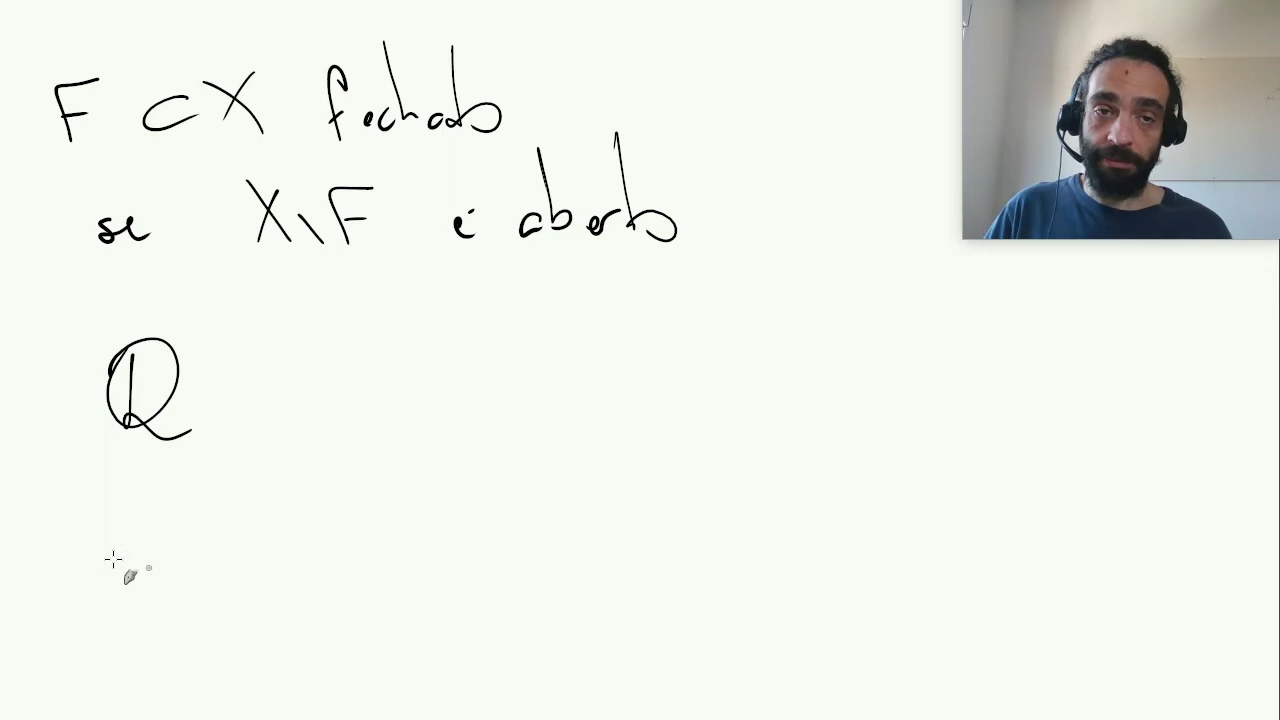 F ⊂ X fechado
se X\F é aberto
ℚ